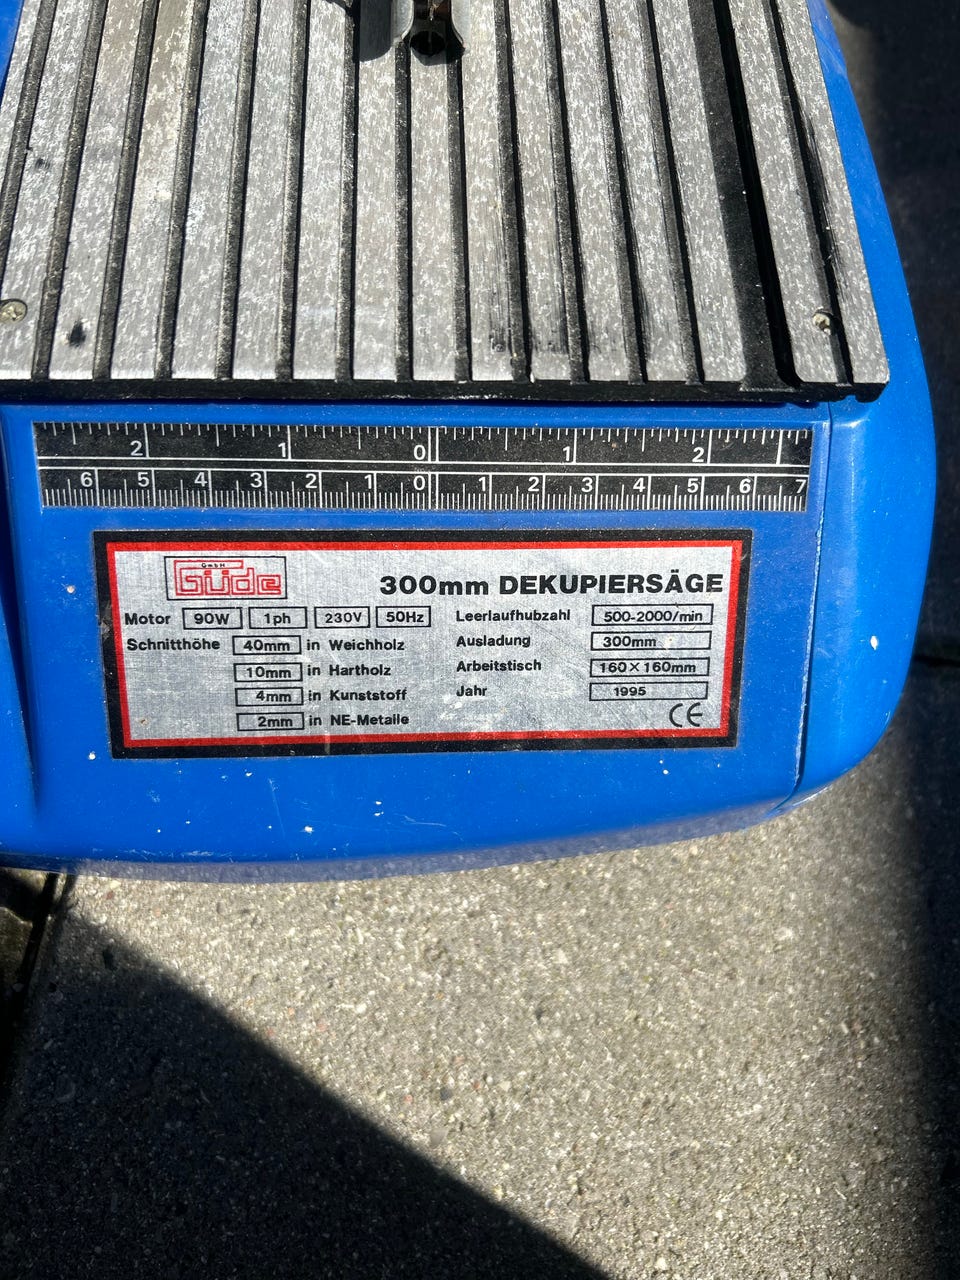 2 1 0 1 2
6 5 4 3 2 1 0 1 2 3 4 5 6 7
GmbH
Güde
300mm DEKUPIERSÄGE
Motor 90W 1ph 230V 50Hz
Schnitthöhe 40mm in Weichholz
10mm in Hartholz
4mm in Kunststoff
2mm in NE-Metalle
Leerlaufhubzahl 500-2000/min
Ausladung 300mm
Arbeitstisch 160×160mm
Jahr 1995
CE